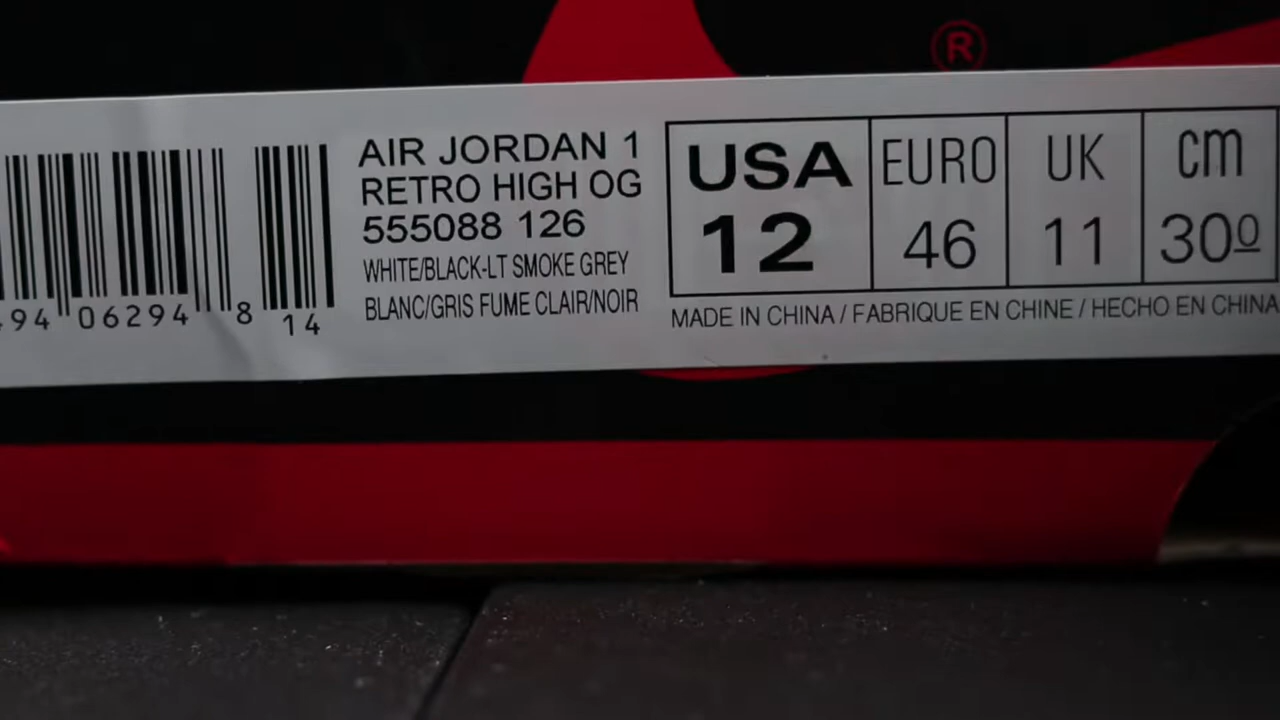 ®
AIR JORDAN 1
RETRO HIGH OG
555088 126
WHITE/BLACK-LT SMOKE GREY
BLANC/GRIS FUME CLAIR/NOIR
94 06294 8 14
USA EURO UK cm
12 46 11 30⁰
MADE IN CHINA / FABRIQUE EN CHINE / HECHO EN CHINA